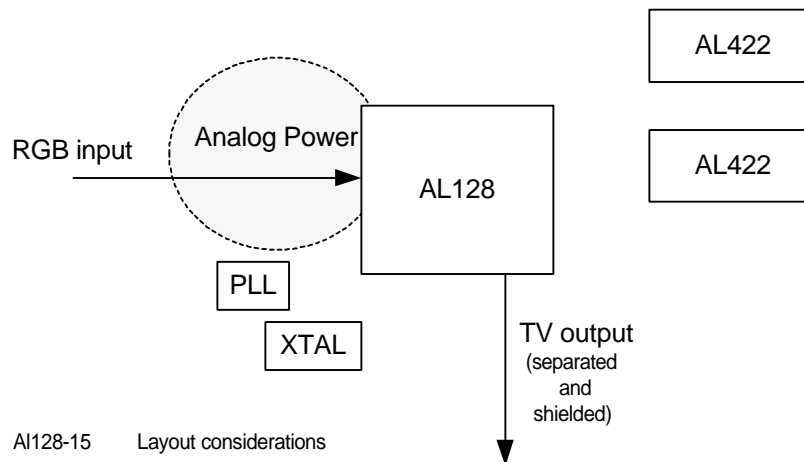 AL422
Analog Power
RGB input
AL422
AL128
PLL
XTAL
TV output
(separated
and
shielded)
Al128-15 Layout considerations